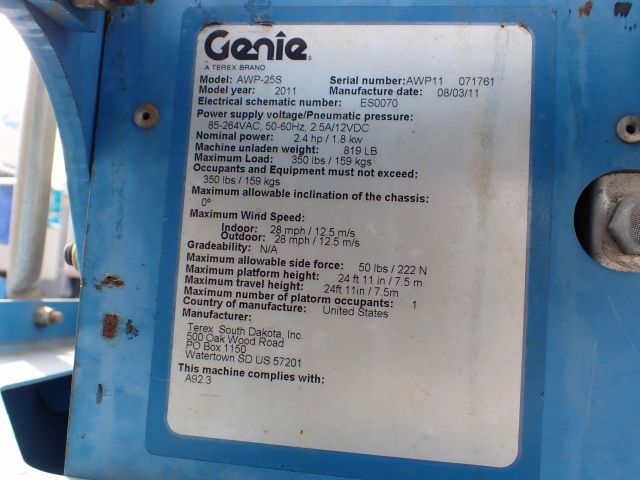 Genie
A TEREX BRAND
Model: AWP-25S Serial number: AWP11 071761
Model year: 2011 Manufacture date: 08/03/11
Electrical schematic number: ES0070
Power supply voltage/Pneumatic pressure:
85-264VAC, 50-60Hz, 2.5A/12VDC
Nominal power: 2.4 hp / 1.8 kw
Machine unladen weight: 819 LB
Maximum Load: 350 lbs / 159 kgs
Occupants and Equipment must not exceed:
350 lbs / 159 kgs
Maximum allowable inclination of the chassis:
0°
Maximum Wind Speed:
Indoor: 28 mph / 12.5 m/s
Outdoor: 28 mph / 12.5 m/s
Gradeability: N/A
Maximum allowable side force: 50 lbs / 222 N
Maximum platform height: 24 ft 11 in / 7.5 m
Maximum travel height: 24ft 11in / 7.5m
Maximum number of platorm occupants: 1
Country of manufacture: United States
Manufacturer:
Terex South Dakota, Inc.
500 Oak Wood Road
PO Box 1150
Watertown SD US 57201
This machine complies with:
A92.3